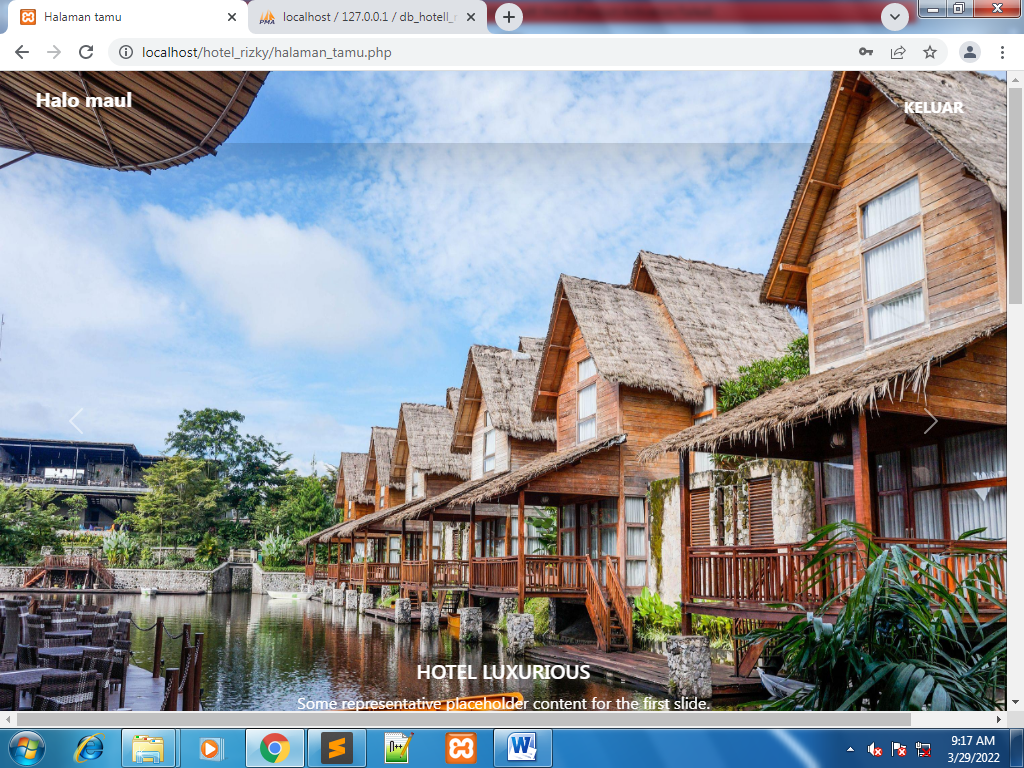 Halaman tamu
localhost / 127.0.0.1 / db_hotell_r
localhost/hotel_rizky/halaman_tamu.php
Halo maul
KELUAR
HOTEL LUXURIOUS
Some representative placeholder content for the first slide.
9:17 AM
3/29/2022